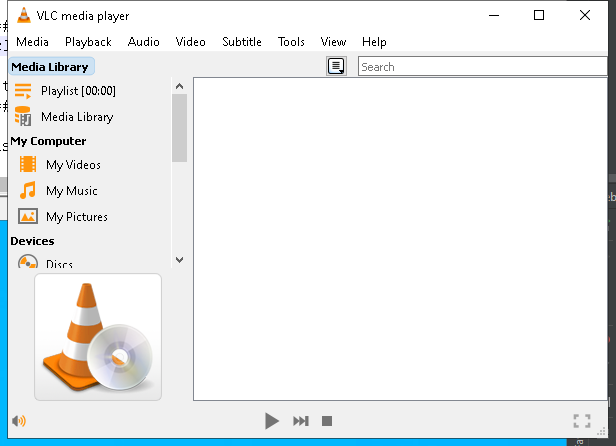 VLC media player
Media Playback Audio Video Subtitle Tools View Help
Media Library
Search
Playlist [00:00]
Media Library
My Computer
My Videos
My Music
My Pictures
Devices
Discs